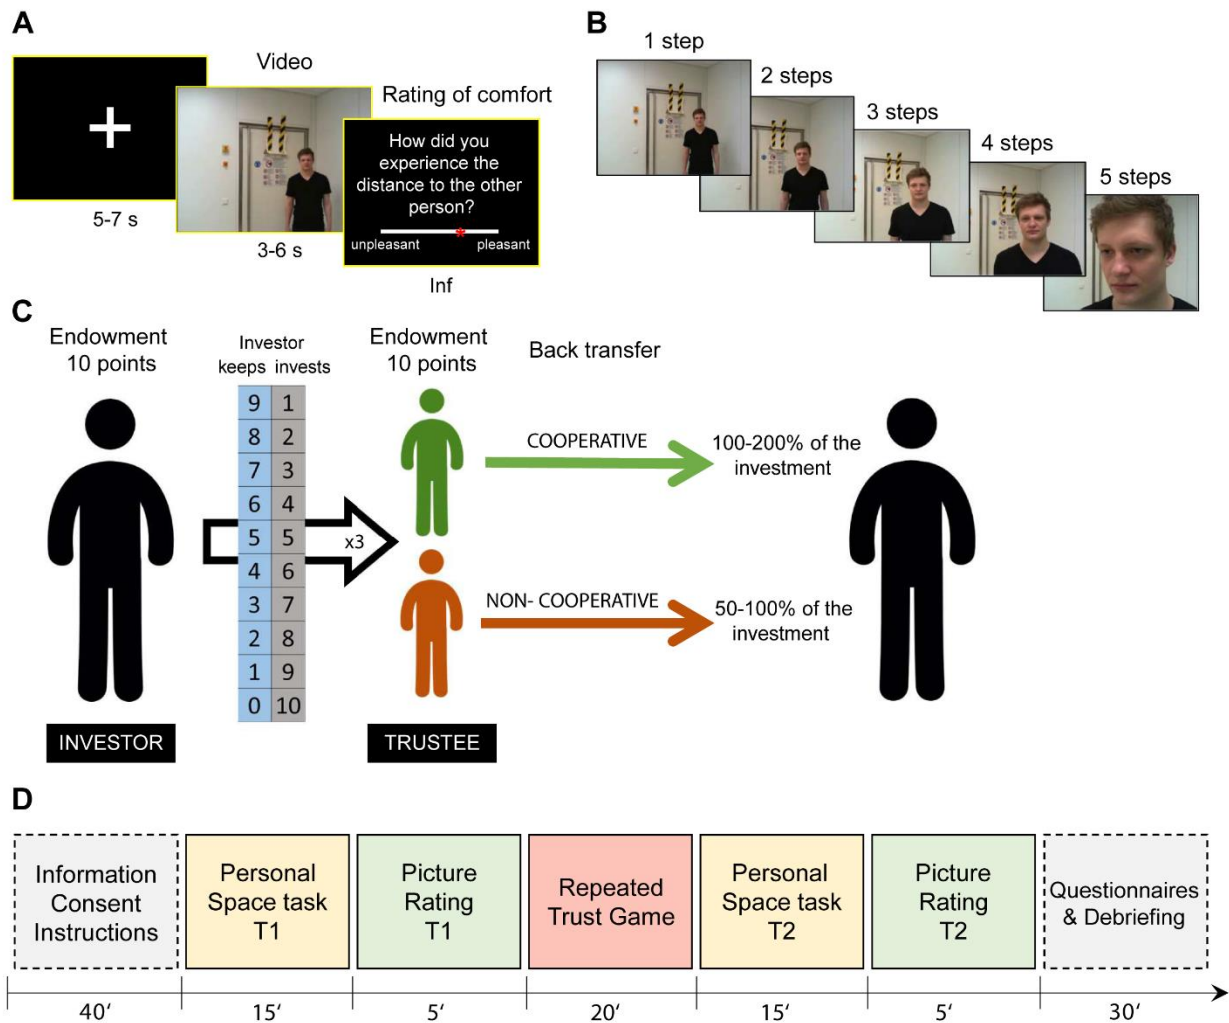 A
Video
Rating of comfort
How did you
experience the
distance to the other
person?
unpleasant pleasant
5-7 s
3-6 s
Inf
B
1 step
2 steps
3 steps
4 steps
5 steps
C
Endowment
10 points
Investor
keeps invests
9 1
8 2
7 3
6 4
5 5
4 6
3 7
2 8
1 9
0 10
x3
Endowment
10 points
Back transfer
COOPERATIVE
100-200% of the
investment
NON- COOPERATIVE
50-100% of the
investment
INVESTOR
TRUSTEE
D
Information
Consent
Instructions
Personal
Space task
T1
Picture
Rating
T1
Repeated
Trust Game
Personal
Space task
T2
Picture
Rating
T2
Questionnaires
& Debriefing
40‘
15‘
5‘
20‘
15‘
5‘
30‘